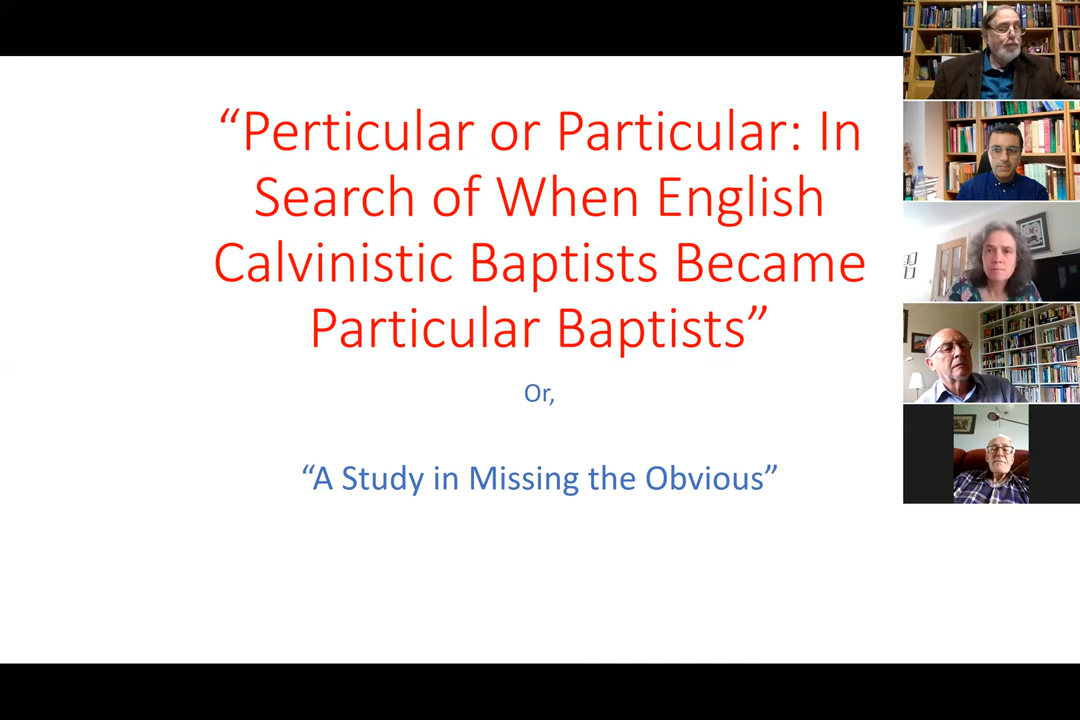 “Perticular or Particular: In
Search of When English
Calvinistic Baptists Became
Particular Baptists”
Or,
“A Study in Missing the Obvious”